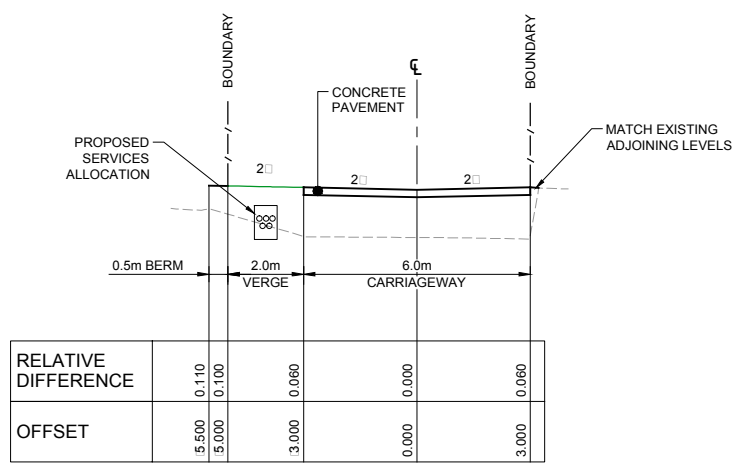 BOUNDARY
℄
BOUNDARY
CONCRETE
PAVEMENT
MATCH EXISTING
ADJOINING LEVELS
PROPOSED
SERVICES
ALLOCATION
2□
2□
2□
0.5m BERM
2.0m
VERGE
6.0m
CARRIAGEWAY
RELATIVE
DIFFERENCE
0.110
0.100
0.060
0.000
0.060
OFFSET
□5.500
□5.000
□3.000
0.000
3.000